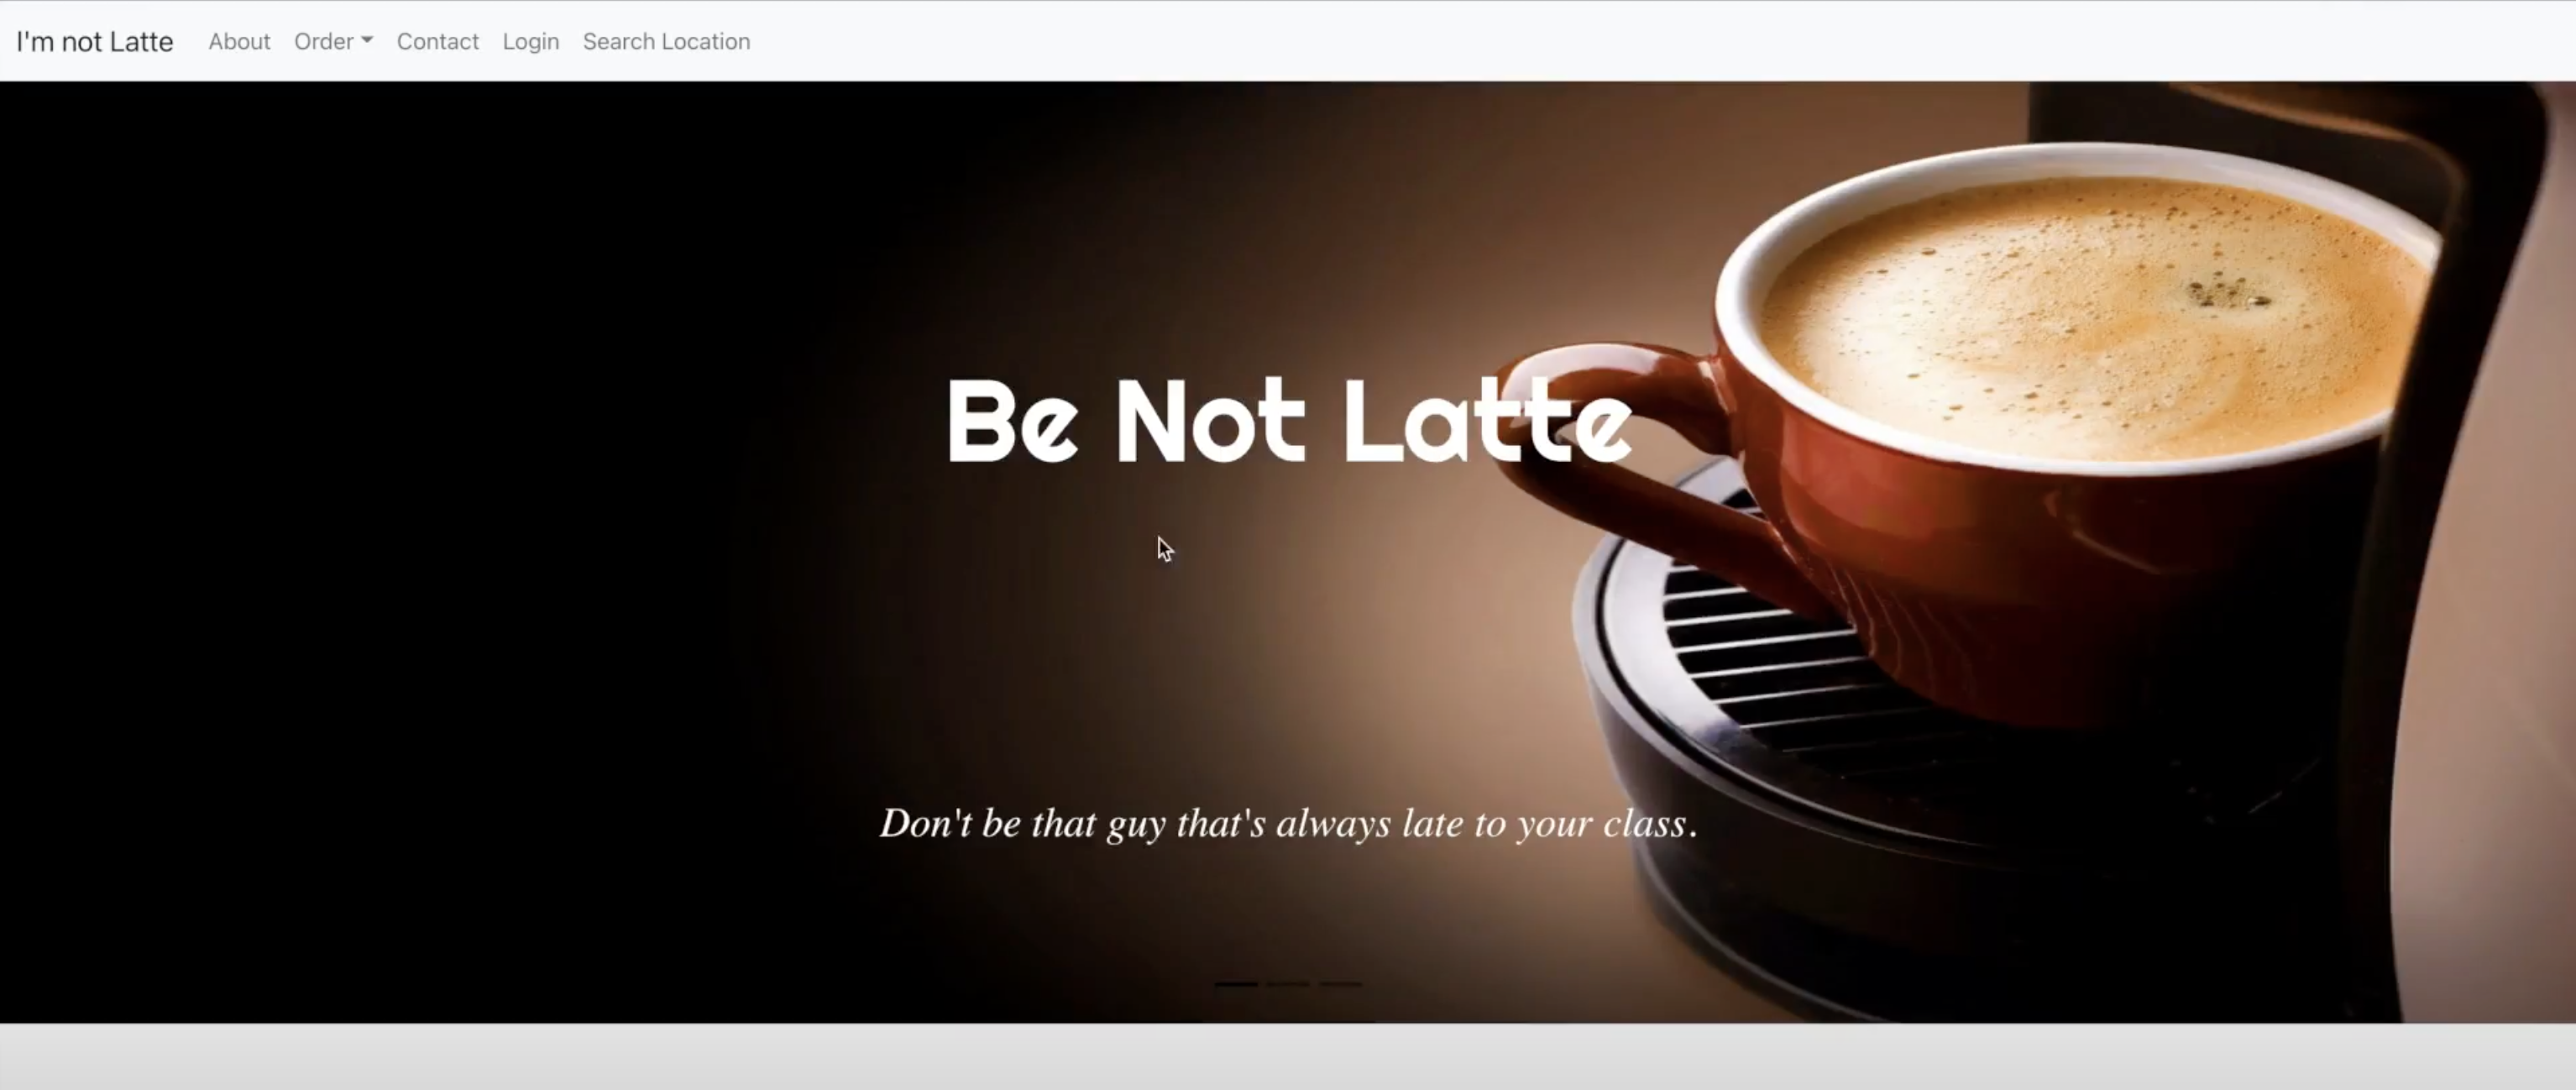 I'm not Latte About Order Contact Login Search Location
Be Not Latte
Don't be that guy that's always late to your class.